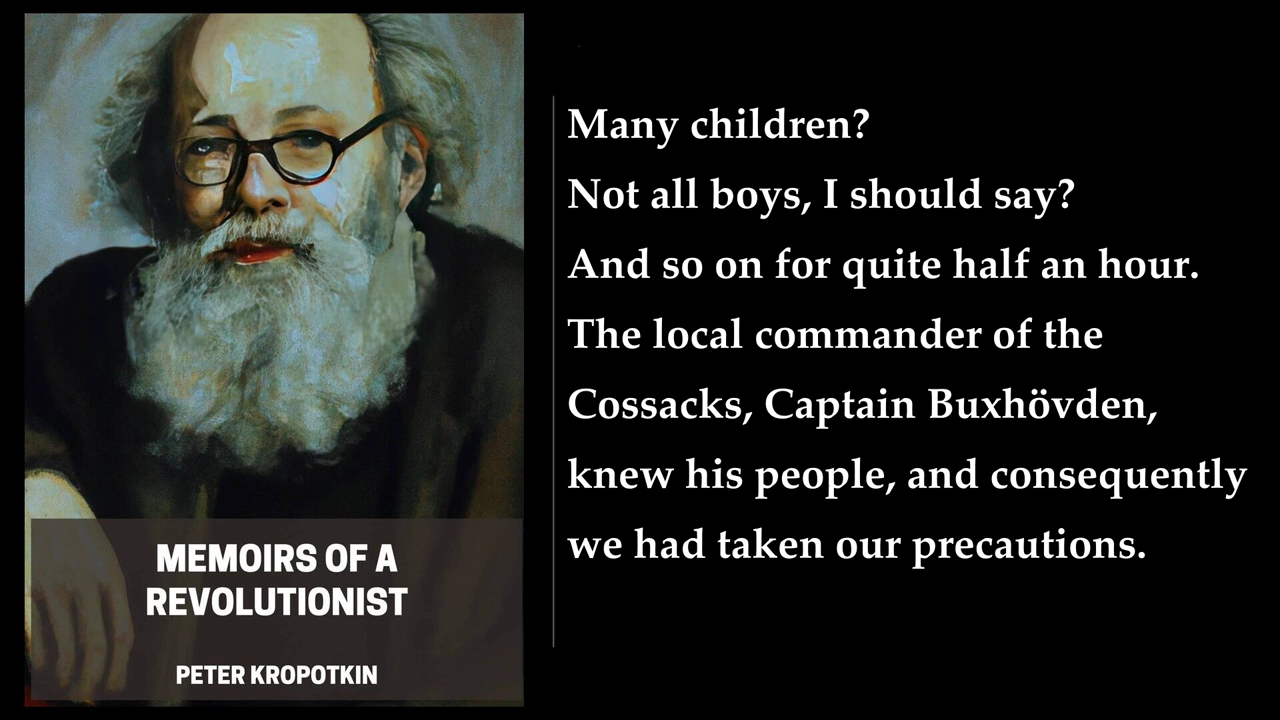 MEMOIRS OF A
REVOLUTIONIST
PETER KROPOTKIN
Many children?
Not all boys, I should say?
And so on for quite half an hour.
The local commander of the
Cossacks, Captain Buxhövden,
knew his people, and consequently
we had taken our precautions.